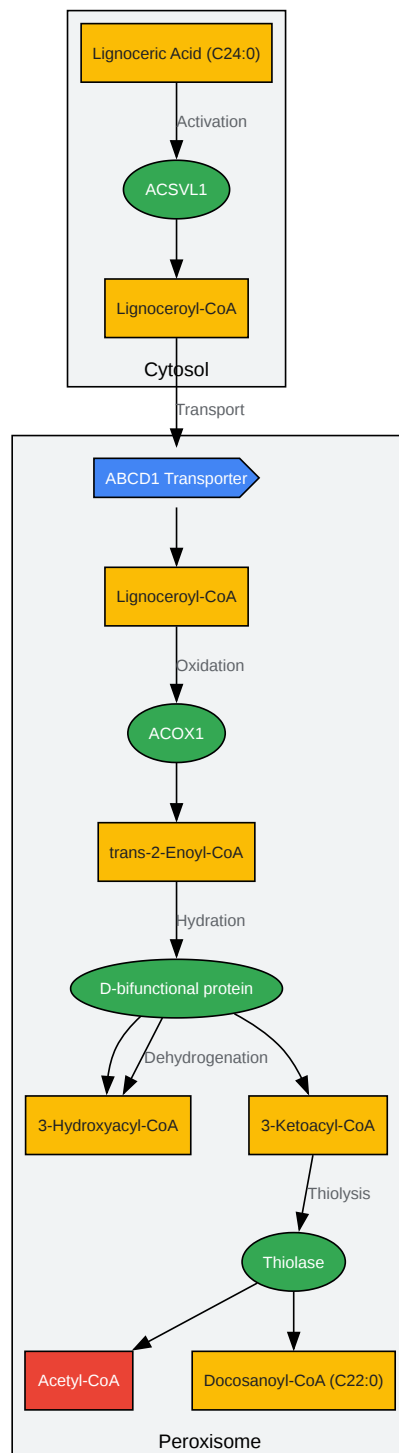 Lignoceric Acid (C24:0)
Activation
ACSVL1
Lignoceroyl-CoA
Cytosol
Transport
ABCD1 Transporter
Lignoceroyl-CoA
Oxidation
ACOX1
trans-2-Enoyl-CoA
Hydration
D-bifunctional protein
Dehydrogenation
3-Hydroxyacyl-CoA
3-Ketoacyl-CoA
Thiolysis
Thiolase
Acetyl-CoA
Docosanoyl-CoA (C22:0)
Peroxisome